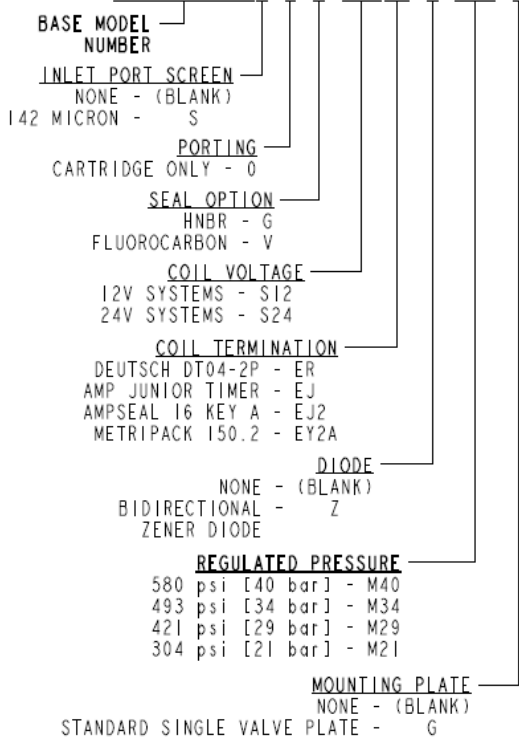 BASE MODEL
NUMBER
INLET PORT SCREEN
NONE - (BLANK)
142 MICRON - S
PORTING
CARTRIDGE ONLY - 0
SEAL OPTION
HNBR - G
FLUOROCARBON - V
COIL VOLTAGE
12V SYSTEMS - S12
24V SYSTEMS - S24
COIL TERMINATION
DEUTSCH DT04-2P - ER
AMP JUNIOR TIMER - EJ
AMPSEAL 16 KEY A - EJ2
METRIPACK 150.2 - EY2A
DIODE
NONE - (BLANK)
BIDIRECTIONAL - Z
ZENER DIODE
REGULATED PRESSURE
580 psi [40 bar] - M40
493 psi [34 bar] - M34
421 psi [29 bar] - M29
304 psi [21 bar] - M21
MOUNTING PLATE
NONE - (BLANK)
STANDARD SINGLE VALVE PLATE - G